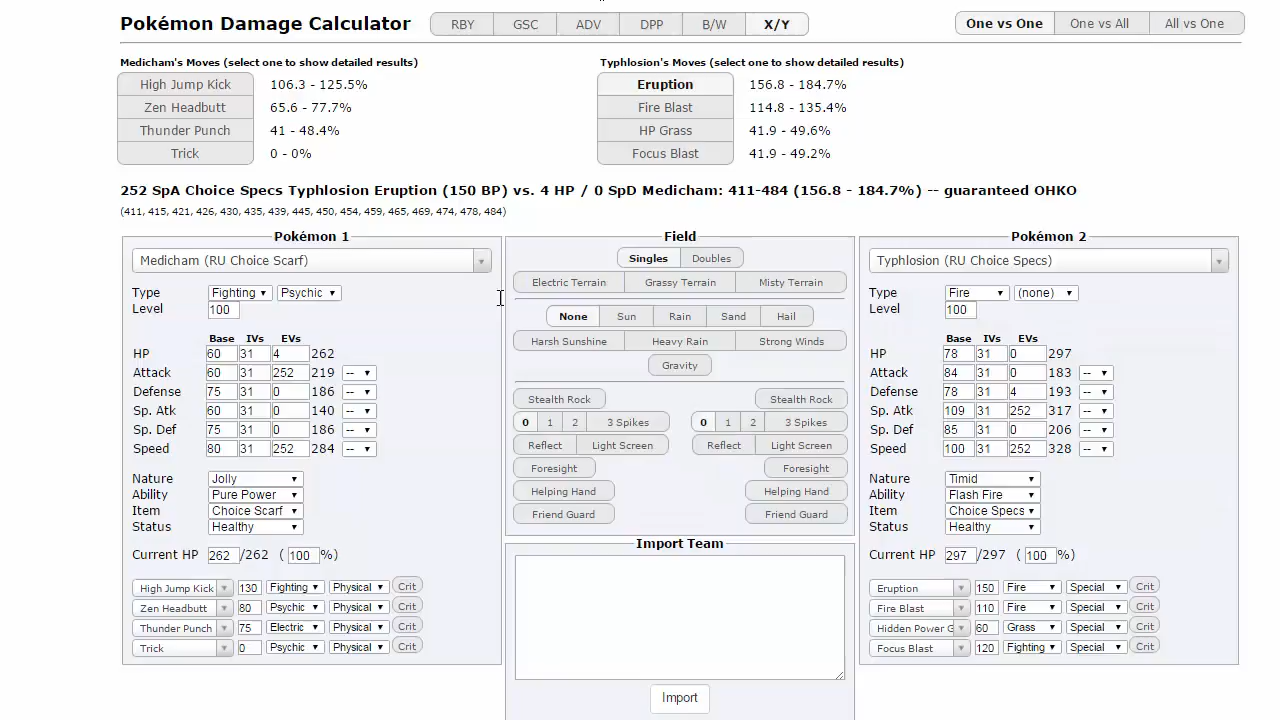 Pokémon Damage Calculator RBY GSC ADV DPP B/W X/Y One vs One One vs All All vs One
Medicham's Moves (select one to show detailed results) Typhlosion's Moves (select one to show detailed results)
High Jump Kick 106.3 - 125.5% Eruption 156.8 - 184.7%
Zen Headbutt 65.6 - 77.7% Fire Blast 114.8 - 135.4%
Thunder Punch 41 - 48.4% HP Grass 41.9 - 49.6%
Trick 0 - 0% Focus Blast 41.9 - 49.2%
252 SpA Choice Specs Typhlosion Eruption (150 BP) vs. 4 HP / 0 SpD Medicham: 411-484 (156.8 - 184.7%) -- guaranteed OHKO
(411, 415, 421, 426, 430, 435, 439, 445, 450, 454, 459, 465, 469, 474, 478, 484)
Pokémon 1
Medicham (RU Choice Scarf)
Type Fighting Psychic
Level 100
Base IVs EVs
HP 60 31 4 262
Attack 60 31 252 219 --
Defense 75 31 0 186 --
Sp. Atk 60 31 0 140 --
Sp. Def 75 31 0 186 --
Speed 80 31 252 284 --
Nature Jolly
Ability Pure Power
Item Choice Scarf
Status Healthy
Current HP 262/262 (100%)
High Jump Kick 130 Fighting Physical Crit
Zen Headbutt 80 Psychic Physical Crit
Thunder Punch 75 Electric Physical Crit
Trick 0 Psychic Physical Crit
Field
Singles Doubles
Electric Terrain Grassy Terrain Misty Terrain
None Sun Rain Sand Hail
Harsh Sunshine Heavy Rain Strong Winds
Gravity
Stealth Rock Stealth Rock
0 1 2 3 Spikes 0 1 2 3 Spikes
Reflect Light Screen Reflect Light Screen
Foresight Foresight
Helping Hand Helping Hand
Friend Guard Friend Guard
Import Team
Import
Pokémon 2
Typhlosion (RU Choice Specs)
Type Fire (none)
Level 100
Base IVs EVs
HP 78 31 0 297
Attack 84 31 0 183 --
Defense 78 31 4 193 --
Sp. Atk 109 31 252 317 --
Sp. Def 85 31 0 206 --
Speed 100 31 252 328 --
Nature Timid
Ability Flash Fire
Item Choice Specs
Status Healthy
Current HP 297/297 (100%)
Eruption 150 Fire Special Crit
Fire Blast 110 Fire Special Crit
Hidden Power G 60 Grass Special Crit
Focus Blast 120 Fighting Special Crit